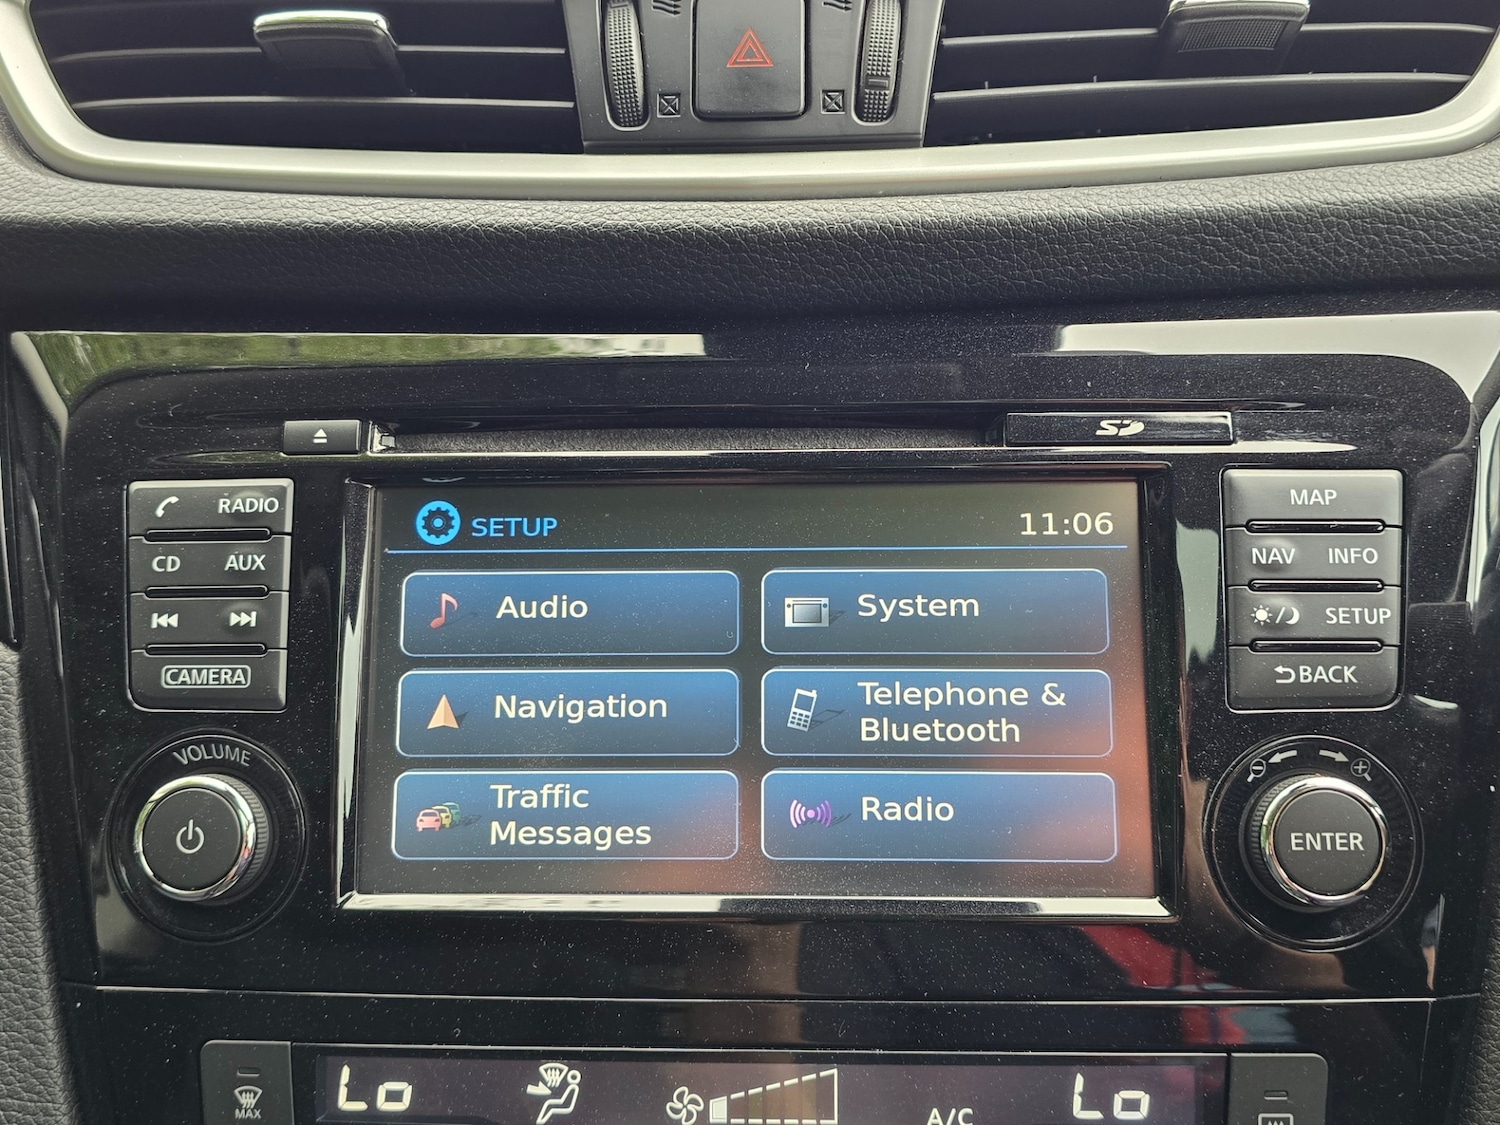 SD
RADIO
CD AUX
CAMERA
VOLUME
SETUP 11:06
Audio
System
Navigation
Telephone &
Bluetooth
Traffic
Messages
Radio
MAP
NAV INFO
SETUP
BACK
ENTER
MAX
Lo
A/C
Lo